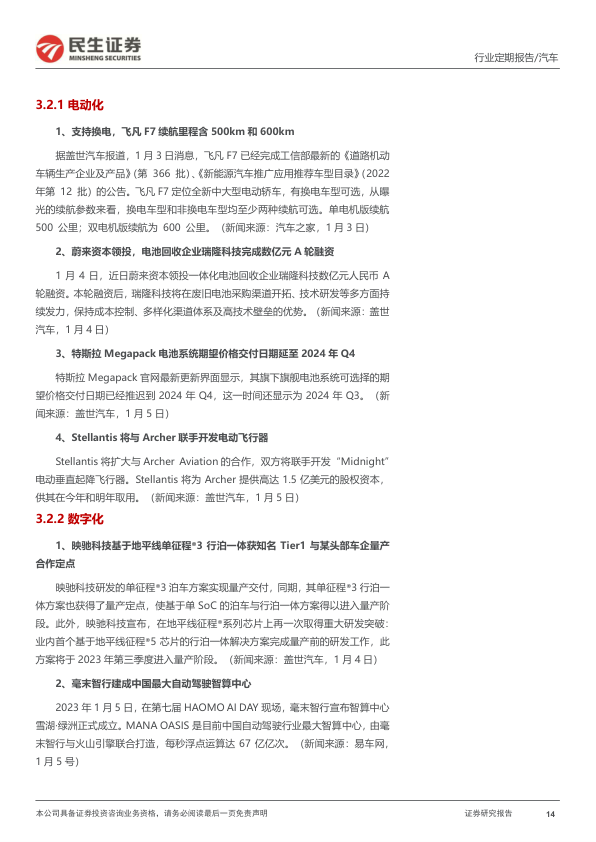 民生证券
MINSHENG SECURITIES
行业定期报告/汽车
3.2.1 电动化
1、支持换电，飞凡 F7 续航里程含 500km 和 600km
据盖世汽车报道，1 月 3 日消息，飞凡 F7 已经完成工信部最新的《道路机动
车辆生产企业及产品》(第 366 批)、《新能源汽车推广应用推荐车型目录》(2022
年第 12 批) 的公告。飞凡 F7 定位全新中大型电动轿车，有换电车型可选，从曝
光的续航参数来看，换电车型和非换电车型均至少两种续航可选。单电机版续航
500 公里；双电机版续航为 600 公里。（新闻来源：汽车之家，1 月 3 日）
2、蔚来资本领投，电池回收企业瑞隆科技完成数亿元 A 轮融资
1 月 4 日，近日蔚来资本领投一体化电池回收企业瑞隆科技数亿元人民币 A
轮融资。本轮融资后，瑞隆科技将在废旧电池采购渠道开拓、技术研发等多方面持
续发力，保持成本控制、多样化渠道体系及高技术壁垒的优势。（新闻来源：盖世
汽车，1 月 4 日）
3、特斯拉 Megapack 电池系统期望价格交付日期延至 2024 年 Q4
特斯拉 Megapack 官网最新更新界面显示，其旗下旗舰电池系统可选择的期
望价格交付日期已经推迟到 2024 年 Q4，这一时间还显示为 2024 年 Q3。（新
闻来源：盖世汽车，1 月 5 日）
4、Stellantis 将与 Archer 联手开发电动飞行器
Stellantis 将扩大与 Archer Aviation 的合作，双方将联手开发“Midnight”
电动垂直起降飞行器。Stellantis 将为 Archer 提供高达 1.5 亿美元的股权资本，
供其在今年和明年取用。（新闻来源：盖世汽车，1 月 5 日）
3.2.2 数字化
1、映驰科技基于地平线单征程®3 行泊一体获知名 Tier1 与某头部车企量产
合作定点
映驰科技研发的单征程®3 泊车方案实现量产交付，同期，其单征程®3 行泊一
体方案也获得了量产定点，使基于单 SoC 的泊车与行泊一体方案得以进入量产阶
段。此外，映驰科技宣布，在地平线征程®系列芯片上再一次取得重大研发突破：
业内首个基于地平线征程®5 芯片的行泊一体解决方案完成量产前的研发工作，此
方案将于 2023 年第三季度进入量产阶段。（新闻来源：盖世汽车，1 月 4 日）
2、毫末智行建成中国最大自动驾驶智算中心
2023 年 1 月 5 日，在第七届 HAOMO AI DAY 现场，毫末智行宣布智算中心
雪湖·绿洲正式成立。MANA OASIS 是目前中国自动驾驶行业最大智算中心，由毫
末智行与火山引擎联合打造，每秒浮点运算达 67 亿亿次。（新闻来源：易车网，
1 月 5 号）
本公司具备证券投资咨询业务资格，请务必阅读最后一页免责声明
证券研究报告
14